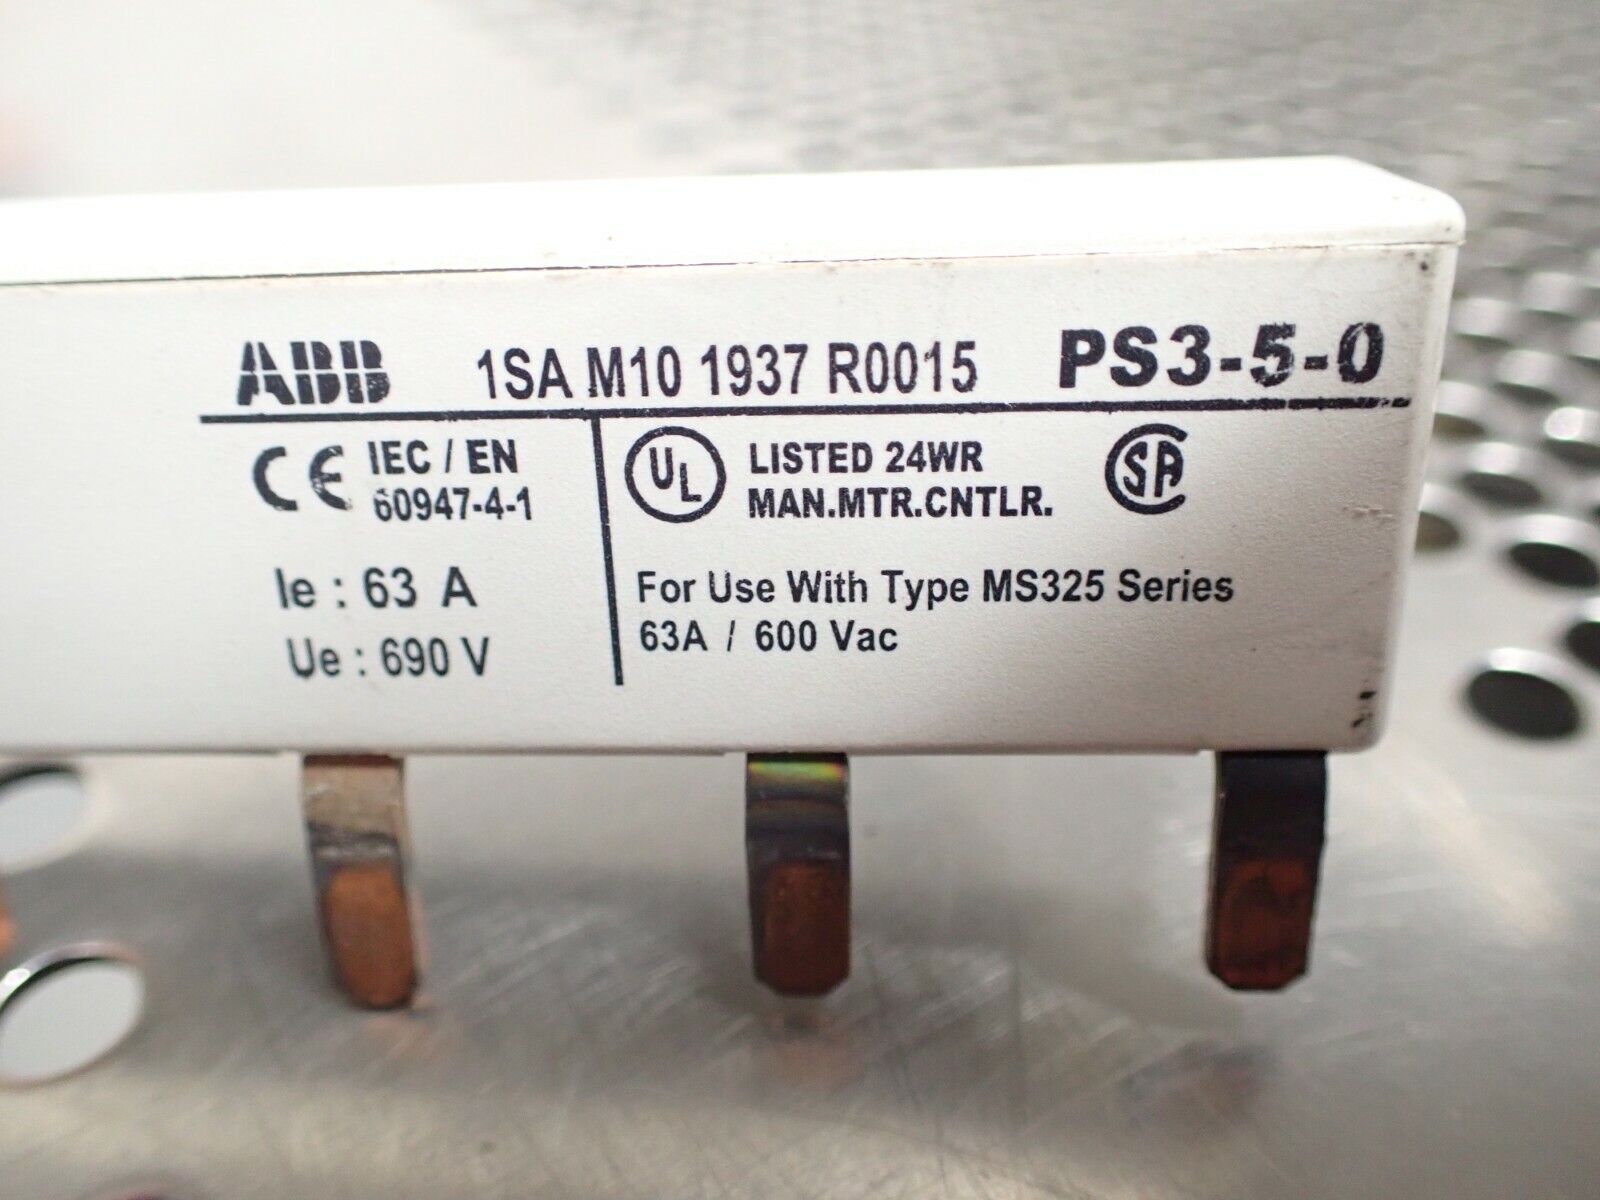 ABB 1SA M10 1937 R0015 PS3-5-0
CE IEC / EN
60947-4-1
Ie : 63 A
Ue : 690 V
UL LISTED 24WR
MAN.MTR.CNTLR.
SA
For Use With Type MS325 Series
63A / 600 Vac